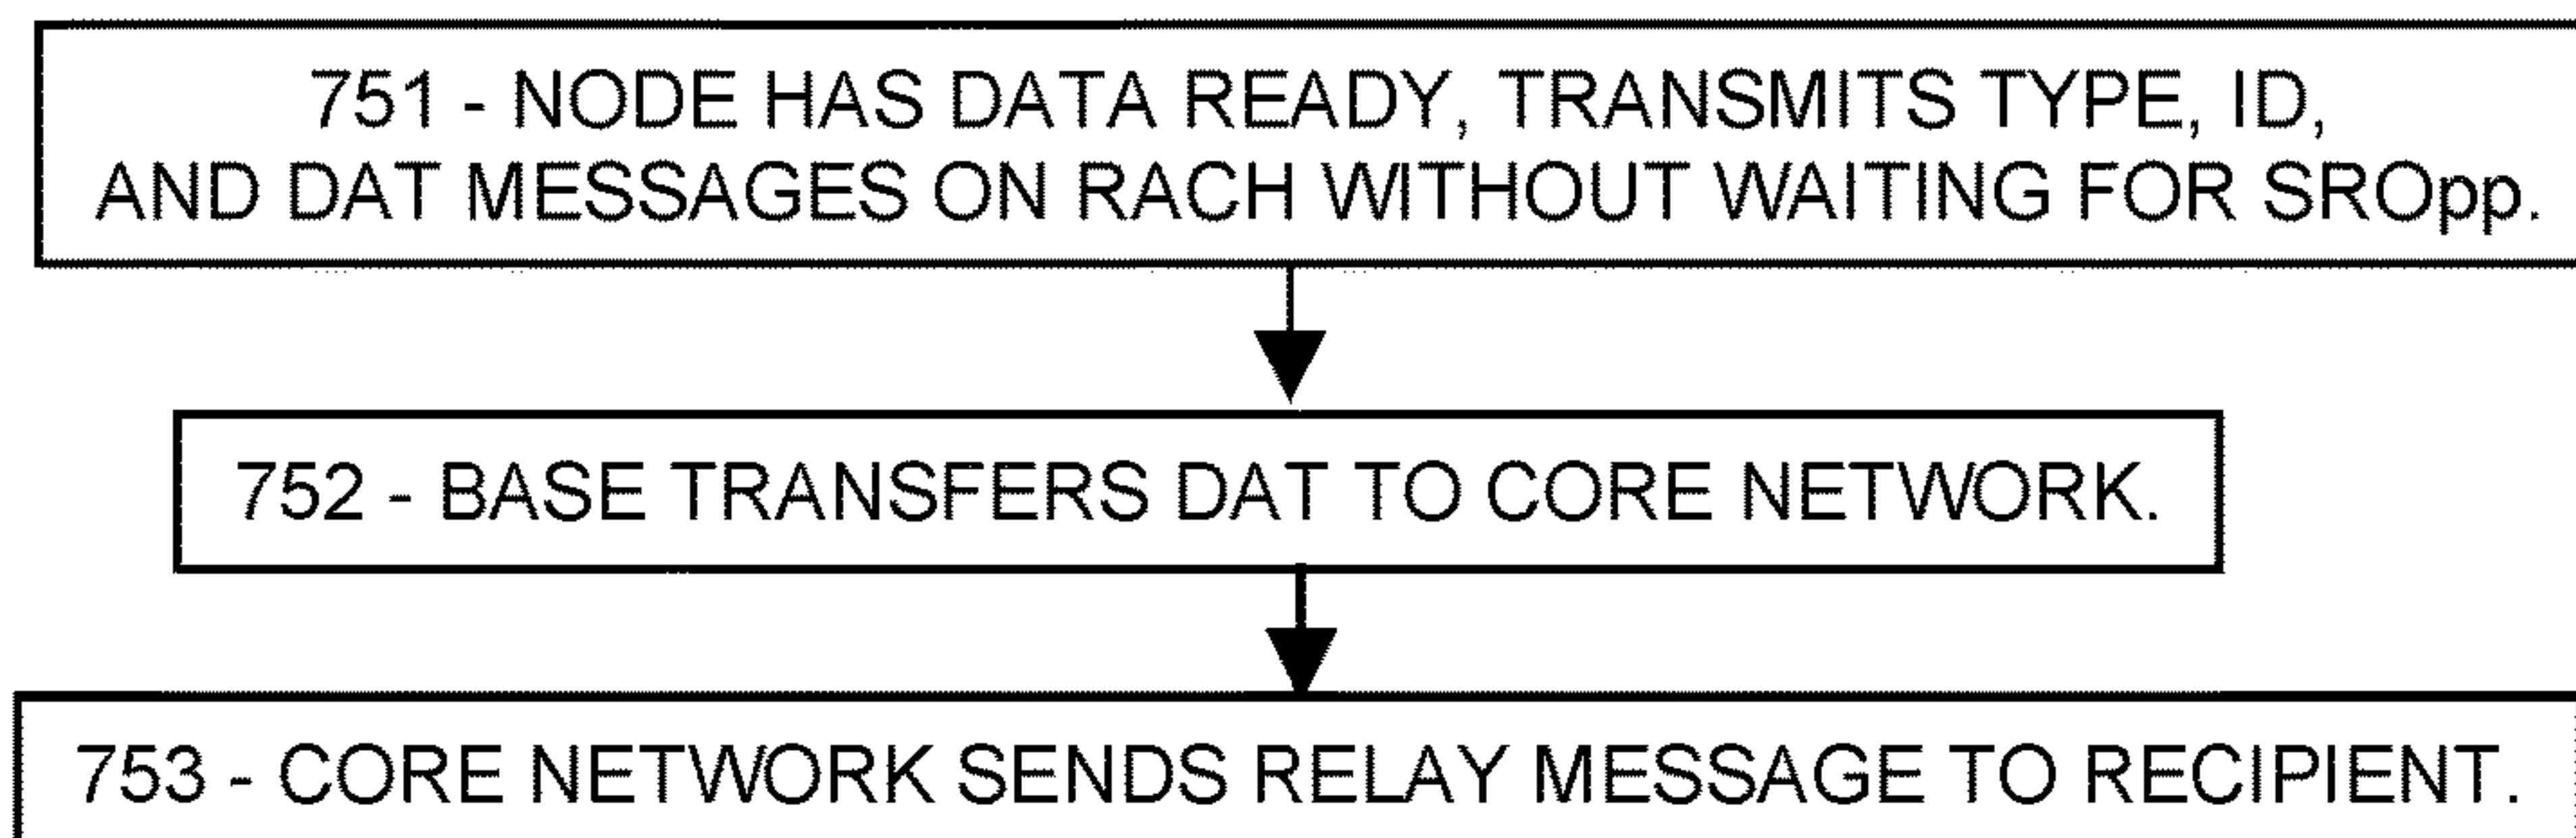 751 - NODE HAS DATA READY, TRANSMITS TYPE, ID,
AND DAT MESSAGES ON RACH WITHOUT WAITING FOR SROpp.
752 - BASE TRANSFERS DAT TO CORE NETWORK.
753 - CORE NETWORK SENDS RELAY MESSAGE TO RECIPIENT.